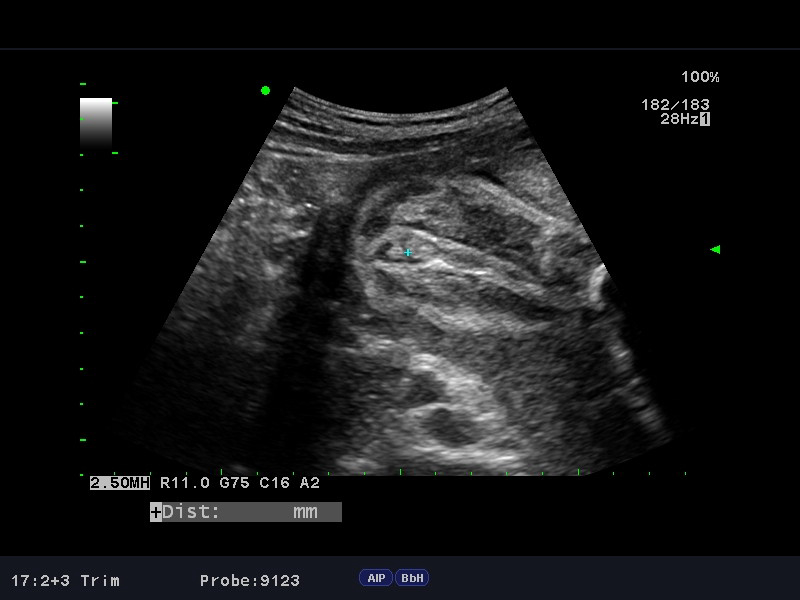 100%
182/183
28Hz1
2.50MH R11.0 G75 C16 A2
+Dist: mm
17:2+3 Trim Probe:9123 AIP BbH